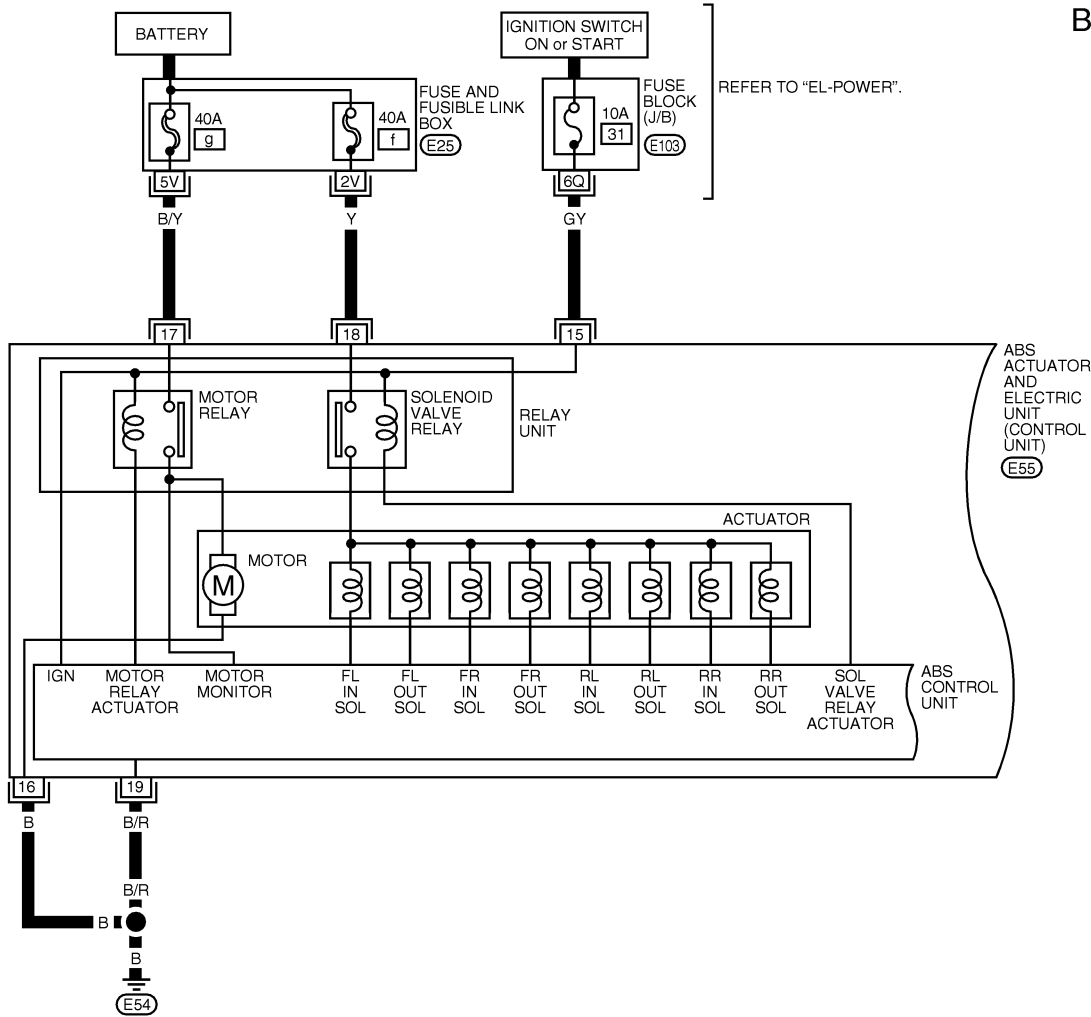 B
BATTERY
IGNITION SWITCH
ON or START
REFER TO “EL-POWER”.
40A
g
40A
f
FUSE AND
FUSIBLE LINK
BOX
E25
10A
31
FUSE
BLOCK
(J/B)
E103
5V
2V
6Q
B/Y
Y
GY
17
18
15
MOTOR
RELAY
SOLENOID
VALVE
RELAY
RELAY
UNIT
ABS
ACTUATOR
AND
ELECTRIC
UNIT
(CONTROL
UNIT)
E55
ACTUATOR
MOTOR
M
IGN
MOTOR
RELAY
ACTUATOR
MOTOR
MONITOR
FL
IN
SOL
FL
OUT
SOL
FR
IN
SOL
FR
OUT
SOL
RL
IN
SOL
RL
OUT
SOL
RR
IN
SOL
RR
OUT
SOL
SOL
VALVE
RELAY
ACTUATOR
ABS
CONTROL
UNIT
16
19
B
B/R
B/R
B
B
E54